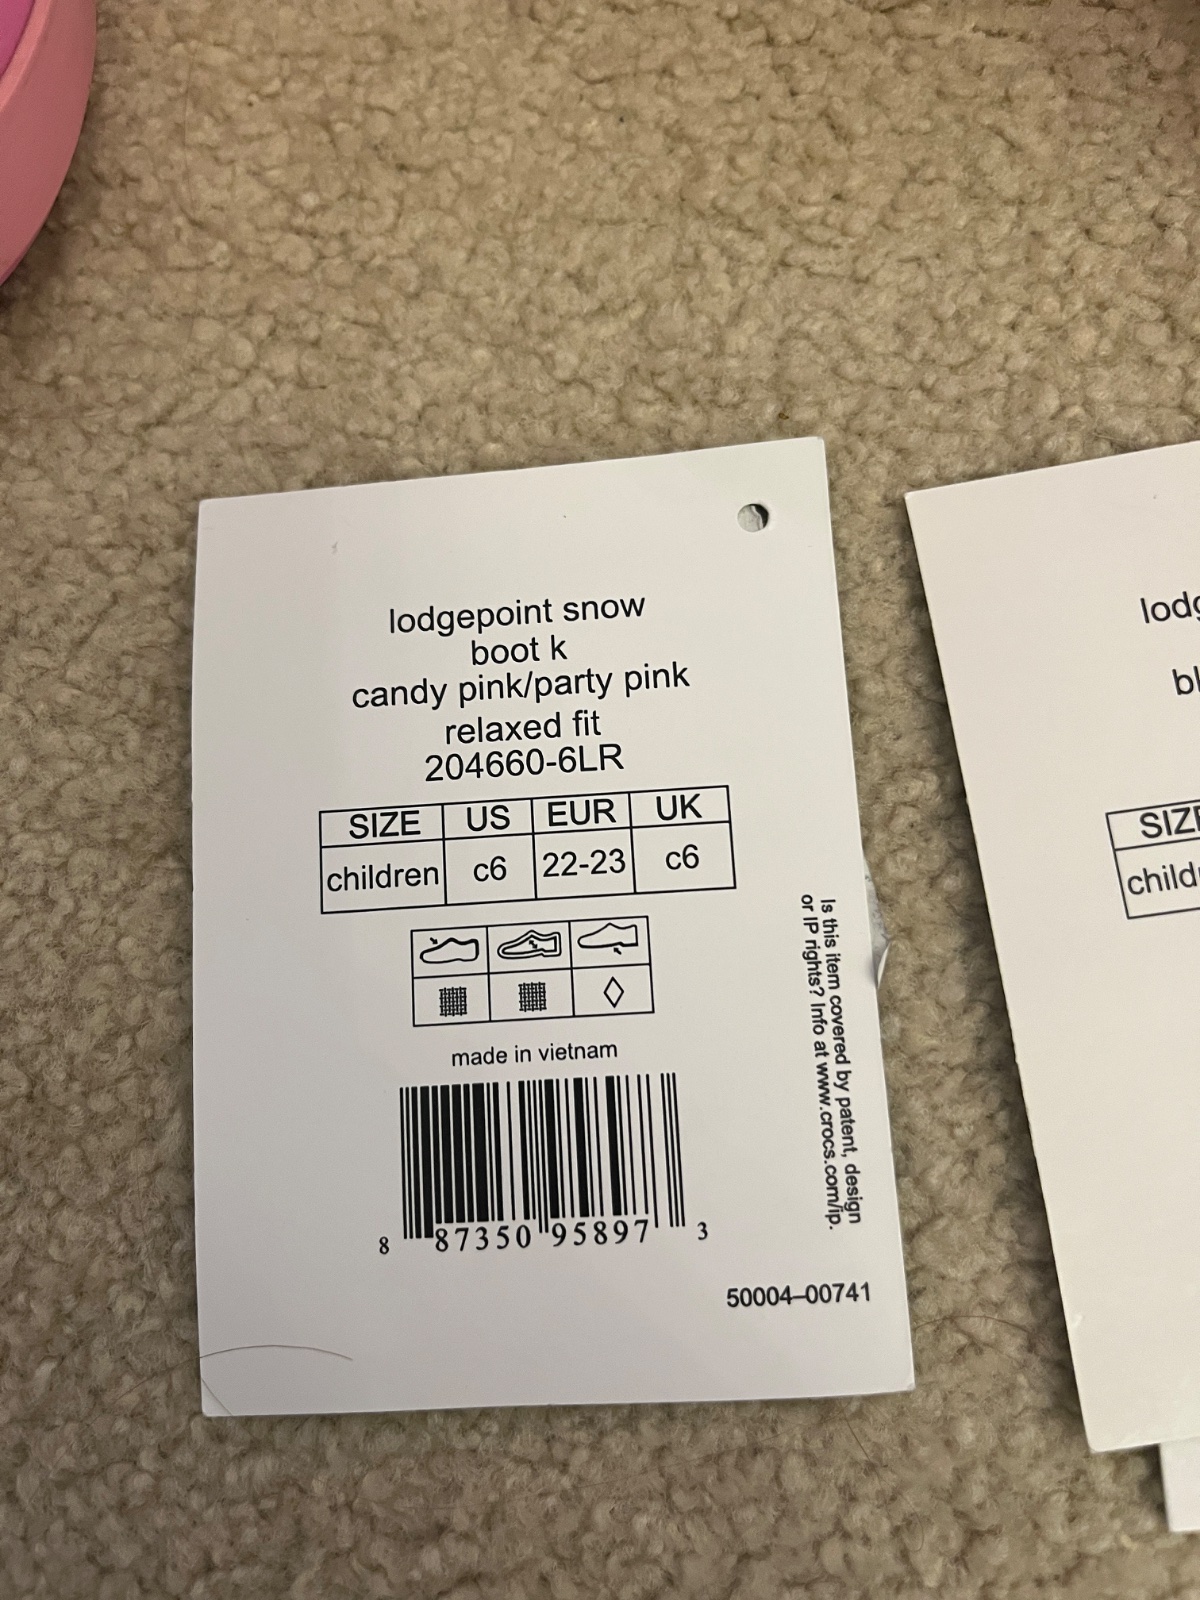 lodgepoint snow
boot k
candy pink/party pink
relaxed fit
204660-6LR
SIZE US EUR UK
children c6 22-23 c6
made in vietnam
8 87350 95897 3
Is this item covered by patent, design
or IP rights? Info at www.crocs.com/ip.
50004–00741